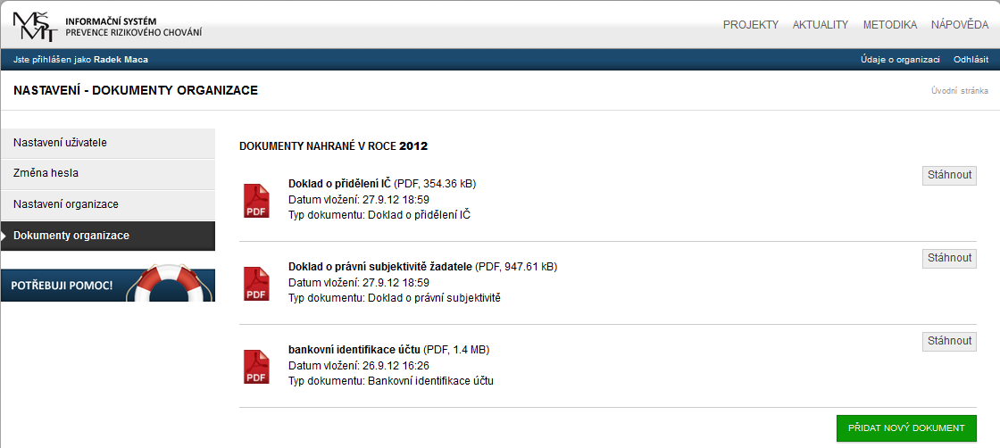 MŠMT
INFORMAČNÍ SYSTÉM
PREVENCE RIZIKOVÉHO CHOVÁNÍ
PROJEKTY AKTUALITY METODIKA NÁPOVĚDA
Jste přihlášen jako Radek Maca
Údaje o organizaci Odhlásit
NASTAVENÍ - DOKUMENTY ORGANIZACE
Úvodní stránka
Nastavení uživatele
Změna hesla
Nastavení organizace
Dokumenty organizace
POTŘEBUJI POMOC!
DOKUMENTY NAHRANÉ V ROCE 2012
PDF
Doklad o přidělení IČ (PDF, 354.36 kB)
Datum vložení: 27.9.12 18:59
Typ dokumentu: Doklad o přidělení IČ
Stáhnout
PDF
Doklad o právní subjektivitě žadatele (PDF, 947.61 kB)
Datum vložení: 27.9.12 18:59
Typ dokumentu: Doklad o právní subjektivitě
Stáhnout
PDF
bankovní identifikace účtu (PDF, 1.4 MB)
Datum vložení: 26.9.12 16:26
Typ dokumentu: Bankovní identifikace účtu
Stáhnout
PŘIDAT NOVÝ DOKUMENT